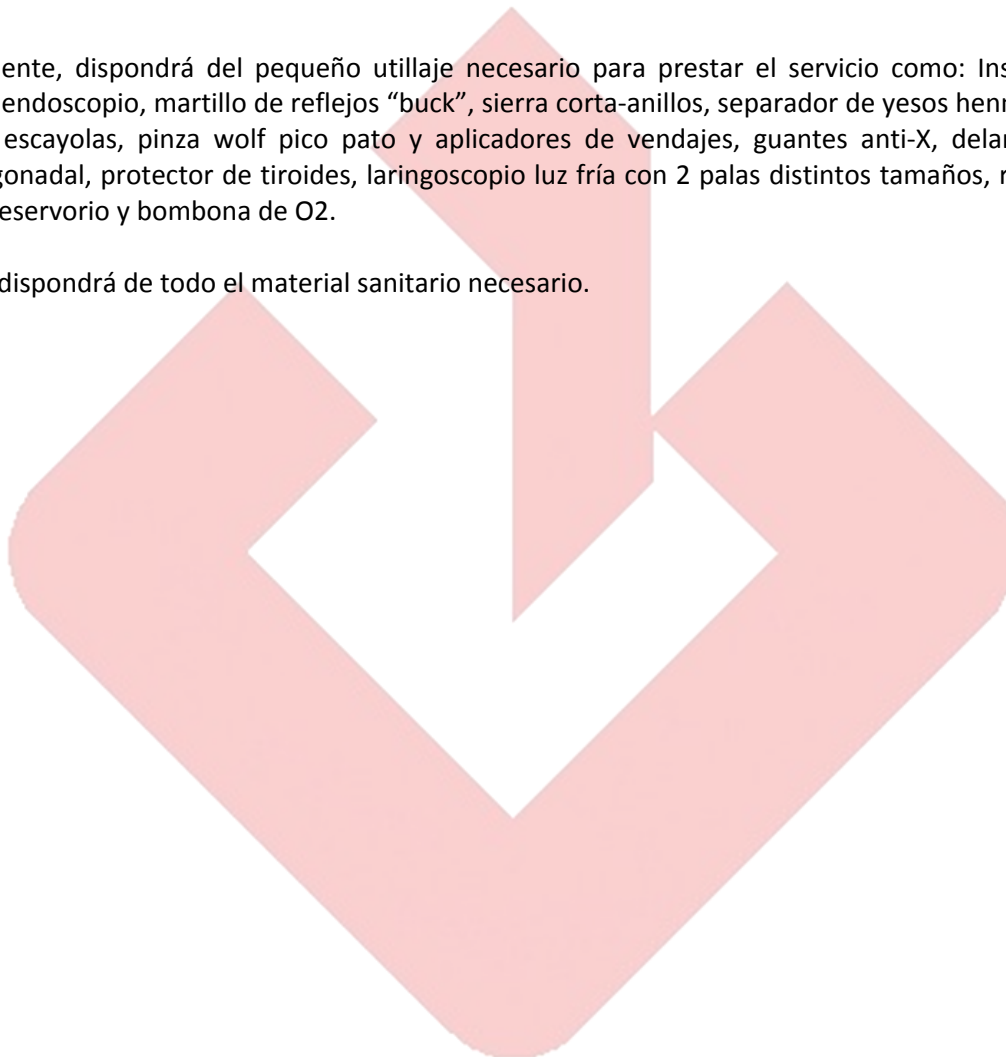 ente, dispondrá del pequeño utillaje necesario para prestar el servicio como: Ins
endoscopio, martillo de reflejos “buck”, sierra corta-anillos, separador de yesos hen
escayolas, pinza wolf pico pato y aplicadores de vendajes, guantes anti-X, delan
gonadal, protector de tiroides, laringoscopio luz fría con 2 palas distintos tamaños, r
eservorio y bombona de O2.
dispondrá de todo el material sanitario necesario.